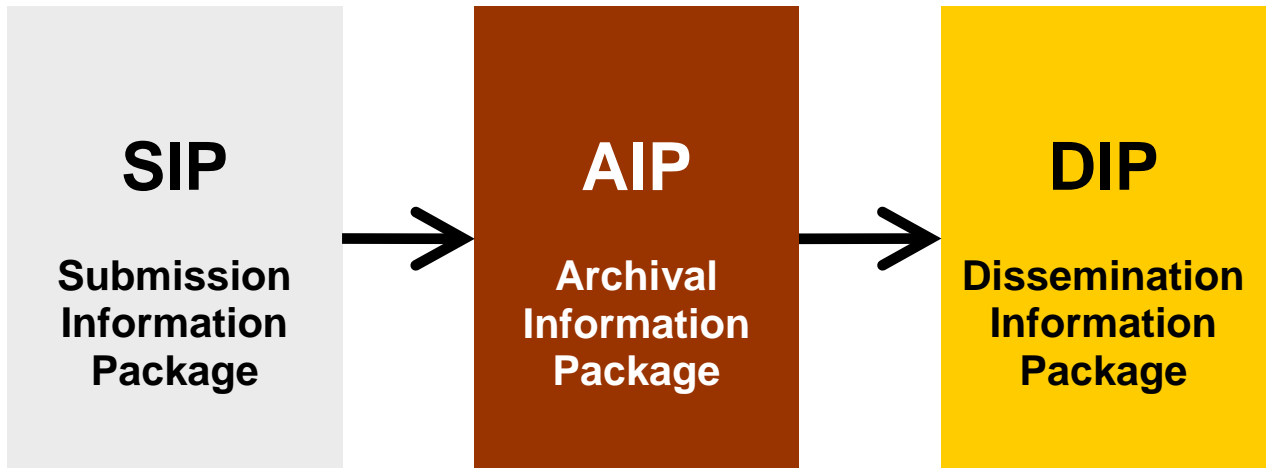 SIP
Submission
Information
Package
AIP
Archival
Information
Package
DIP
Dissemination
Information
Package